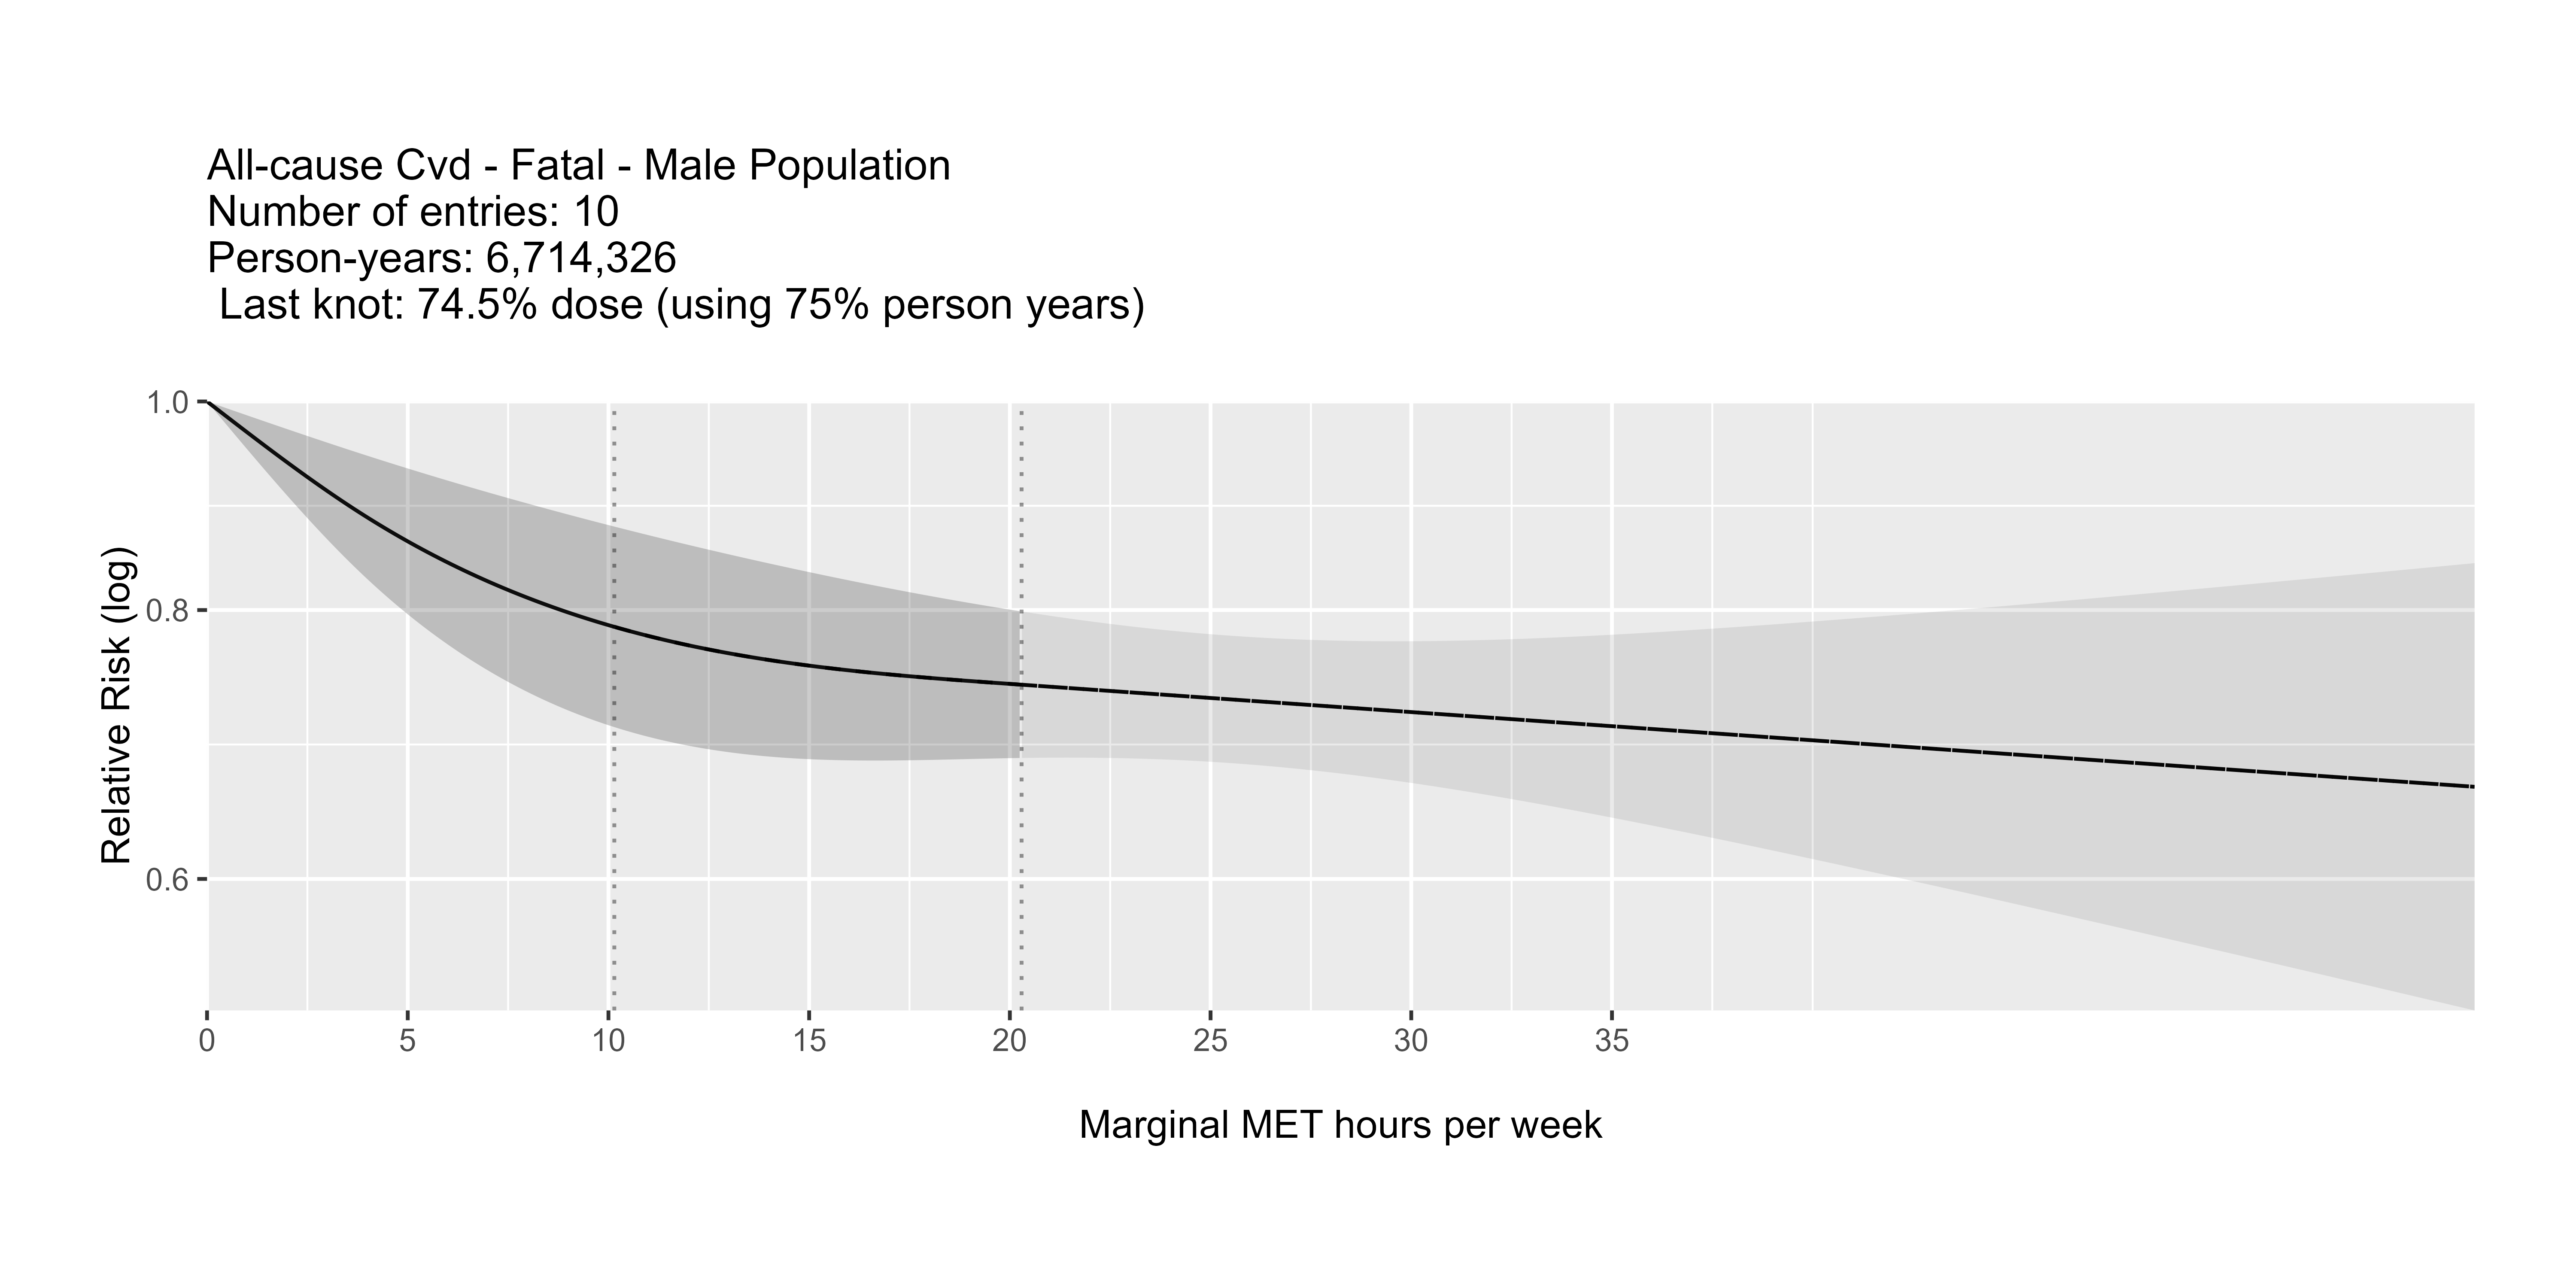 All-cause Cvd - Fatal - Male Population
Number of entries: 10
Person-years: 6,714,326
Last knot: 74.5% dose (using 75% person years)
1.0
0.8
0.6
Relative Risk (log)
0 5 10 15 20 25 30 35
Marginal MET hours per week